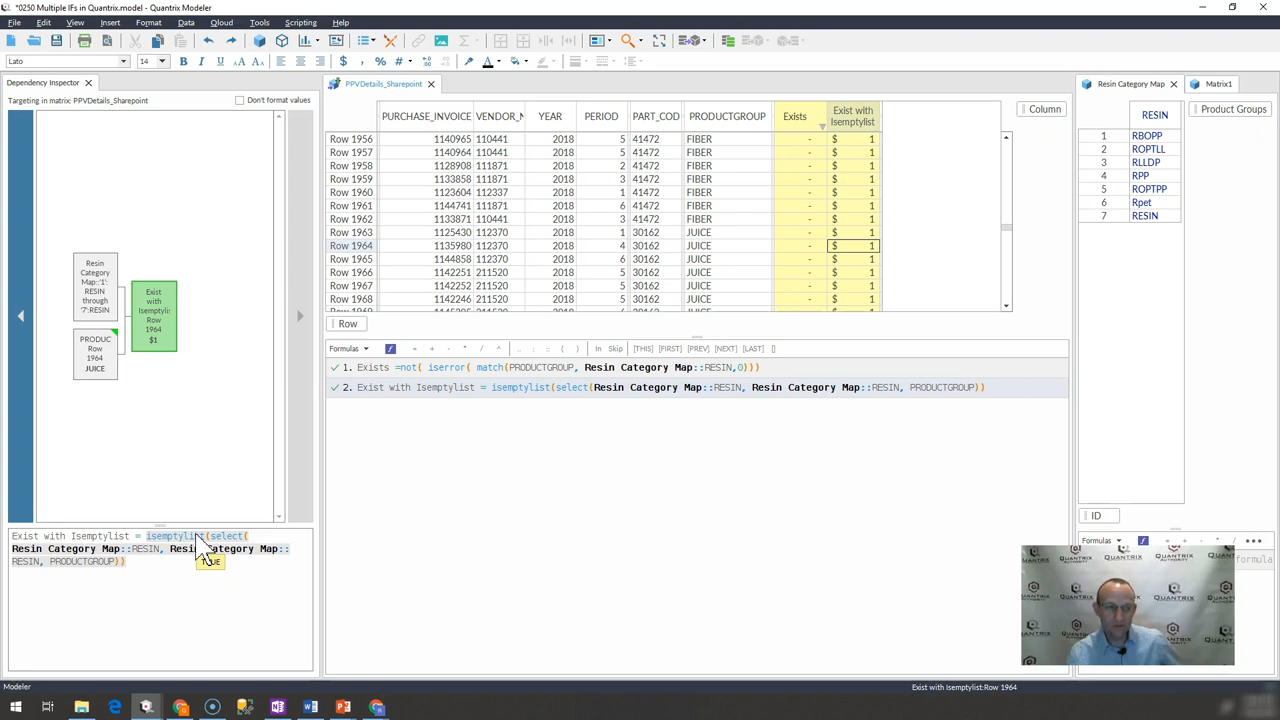 *0250 Multiple IFs in Quantrix.model - Quantrix Modeler
File Edit View Insert Format Data Qloud Tools Scripting Help
Lato 14
Dependency Inspector
Targeting in matrix: PPVDetails_Sharepoint
Don't format values
Resin
Category
Map::'1':
RESIN
through
'7':RESIN
PRODUC
Row
1964
JUICE
Exist
with
Isemptylis
Row
1964
$1
Exist with Isemptylist = isemptylist(select(
Resin Category Map::RESIN, Resin Category Map::
RESIN, PRODUCTGROUP))
PPVDetails_Sharepoint
PURCHASE_INVOICE VENDOR_N YEAR PERIOD PART_COD PRODUCTGROUP Exists Exist with Isemptylist
Row 1956 1140965 110441 2018 5 41472 FIBER - $ 1
Row 1957 1140964 110441 2018 5 41472 FIBER - $ 1
Row 1958 1128908 111871 2018 2 41472 FIBER - $ 1
Row 1959 1133858 111871 2018 3 41472 FIBER - $ 1
Row 1960 1123604 112337 2018 1 41472 FIBER - $ 1
Row 1961 1144741 111871 2018 6 41472 FIBER - $ 1
Row 1962 1133871 110441 2018 3 41472 FIBER - $ 1
Row 1963 1125430 112370 2018 1 30162 JUICE - $ 1
Row 1964 1135980 112370 2018 4 30162 JUICE - $ 1
Row 1965 1144858 112370 2018 6 30162 JUICE - $ 1
Row 1966 1142251 211520 2018 5 30162 JUICE - $ 1
Row 1967 1142251 211520 2018 5 30162 JUICE - $ 1
Row 1968 1142246 211520 2018 5 30162 JUICE - $ 1
Column
Row
Formulas = + - * / ^ .. : :: ( ) In Skip [THIS] [FIRST] [PREV] [NEXT] [LAST] []
1. Exists =not( iserror( match(PRODUCTGROUP, Resin Category Map::RESIN,0)))
2. Exist with Isemptylist = isemptylist(select(Resin Category Map::RESIN, Resin Category Map::RESIN, PRODUCTGROUP))
Resin Category Map
Matrix1
RESIN
Product Groups
1 RBOPP
2 ROPTLL
3 RLLDP
4 RPP
5 ROPTPP
6 Rpet
7 RESIN
ID
Formulas = + - * /
formula
Modeler
Exist with Isemptylist:Row 1964